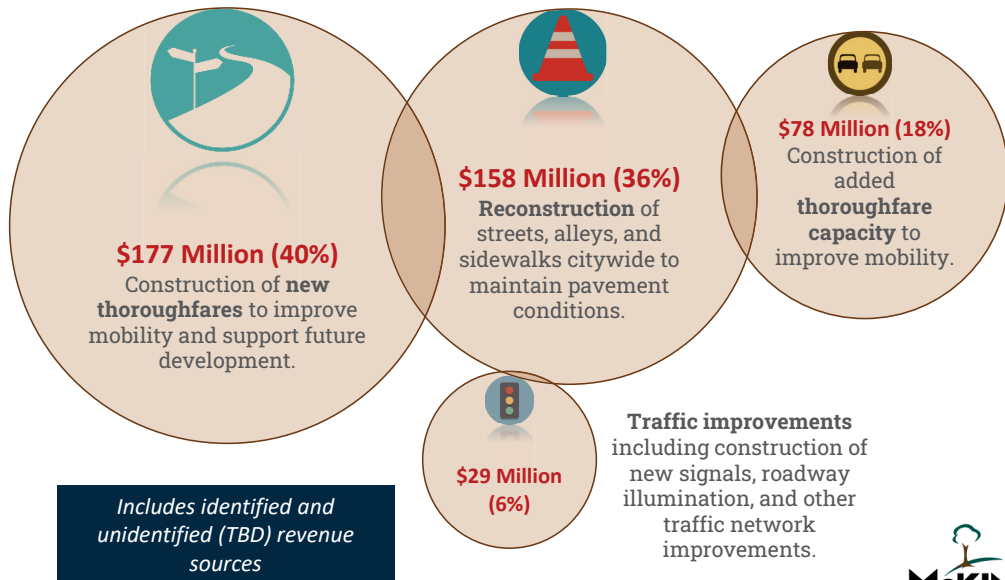 $177 Million (40%)
Construction of new
thoroughfares to improve
mobility and support future
development.
$158 Million (36%)
Reconstruction of
streets, alleys, and
sidewalks citywide to
maintain pavement
conditions.
$78 Million (18%)
Construction of
added
thoroughfare
capacity to
improve mobility.
$29 Million
(6%)
Traffic improvements
including construction of
new signals, roadway
illumination, and other
traffic network
improvements.
Includes identified and
unidentified (TBD) revenue
sources